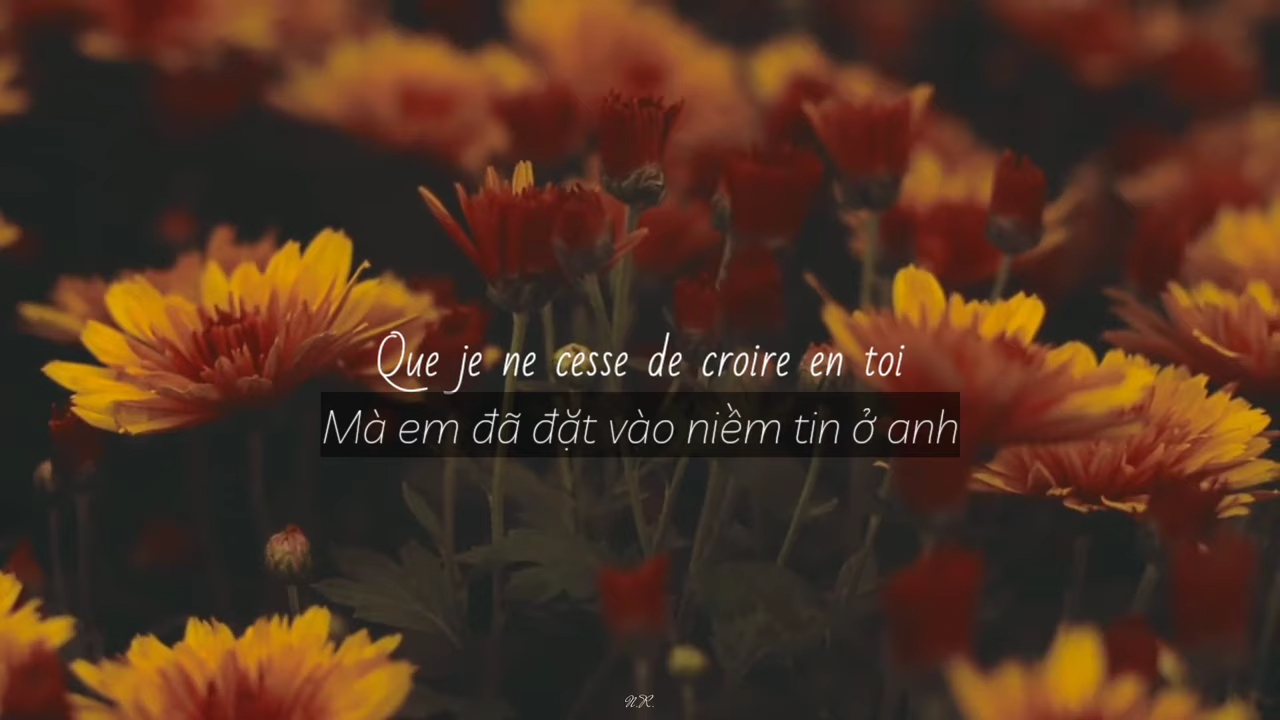 Que je ne cesse de croire en toi
Mà em đã đặt vào niềm tin ở anh
N.R.